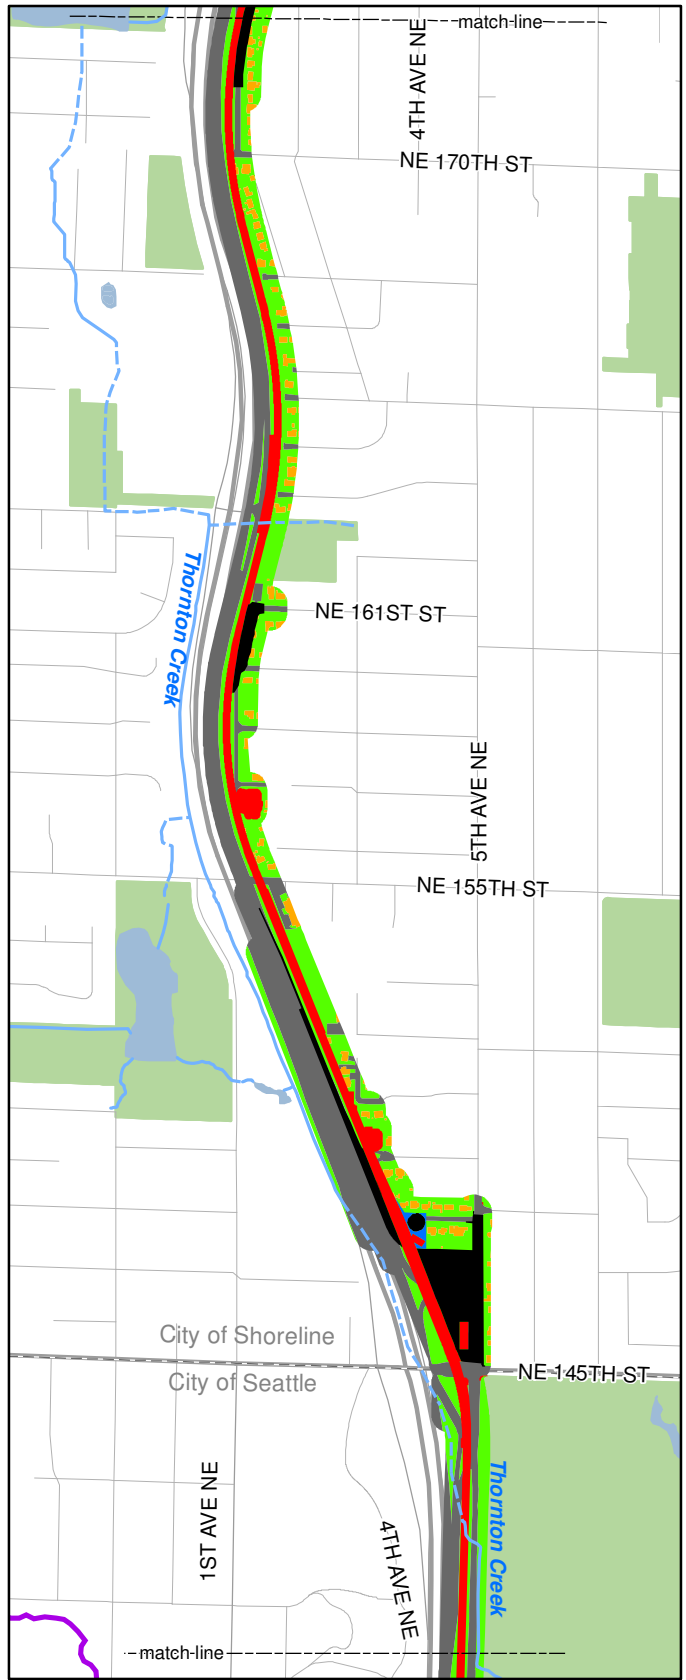 match-line
4TH AVE NE
NE 170TH ST
Thornton Creek
NE 161ST ST
5TH AVE NE
NE 155TH ST
City of Shoreline
City of Seattle
NE 145TH ST
1ST AVE NE
4TH AVE NE
Thornton Creek
match-line